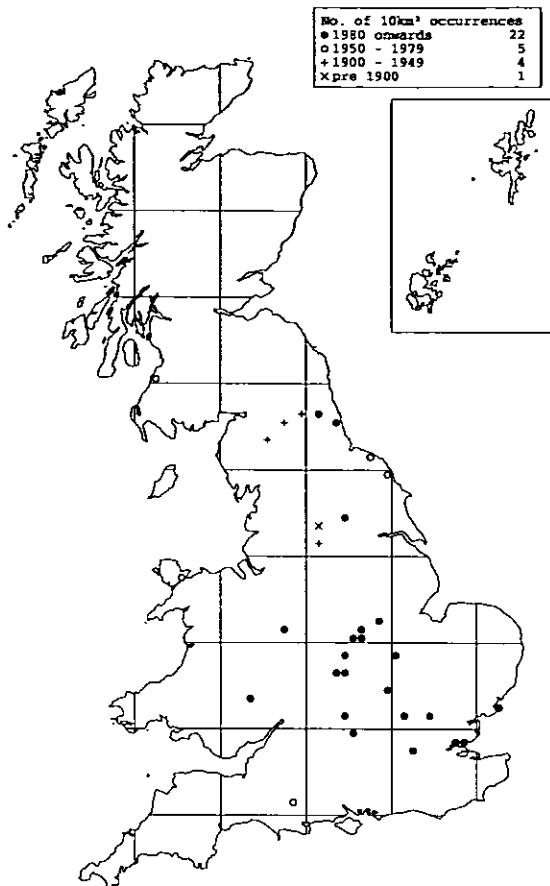 No. of 10km² occurrences
● 1980 onwards 22
○ 1950 - 1979 5
+ 1900 - 1949 4
× pre 1900 1